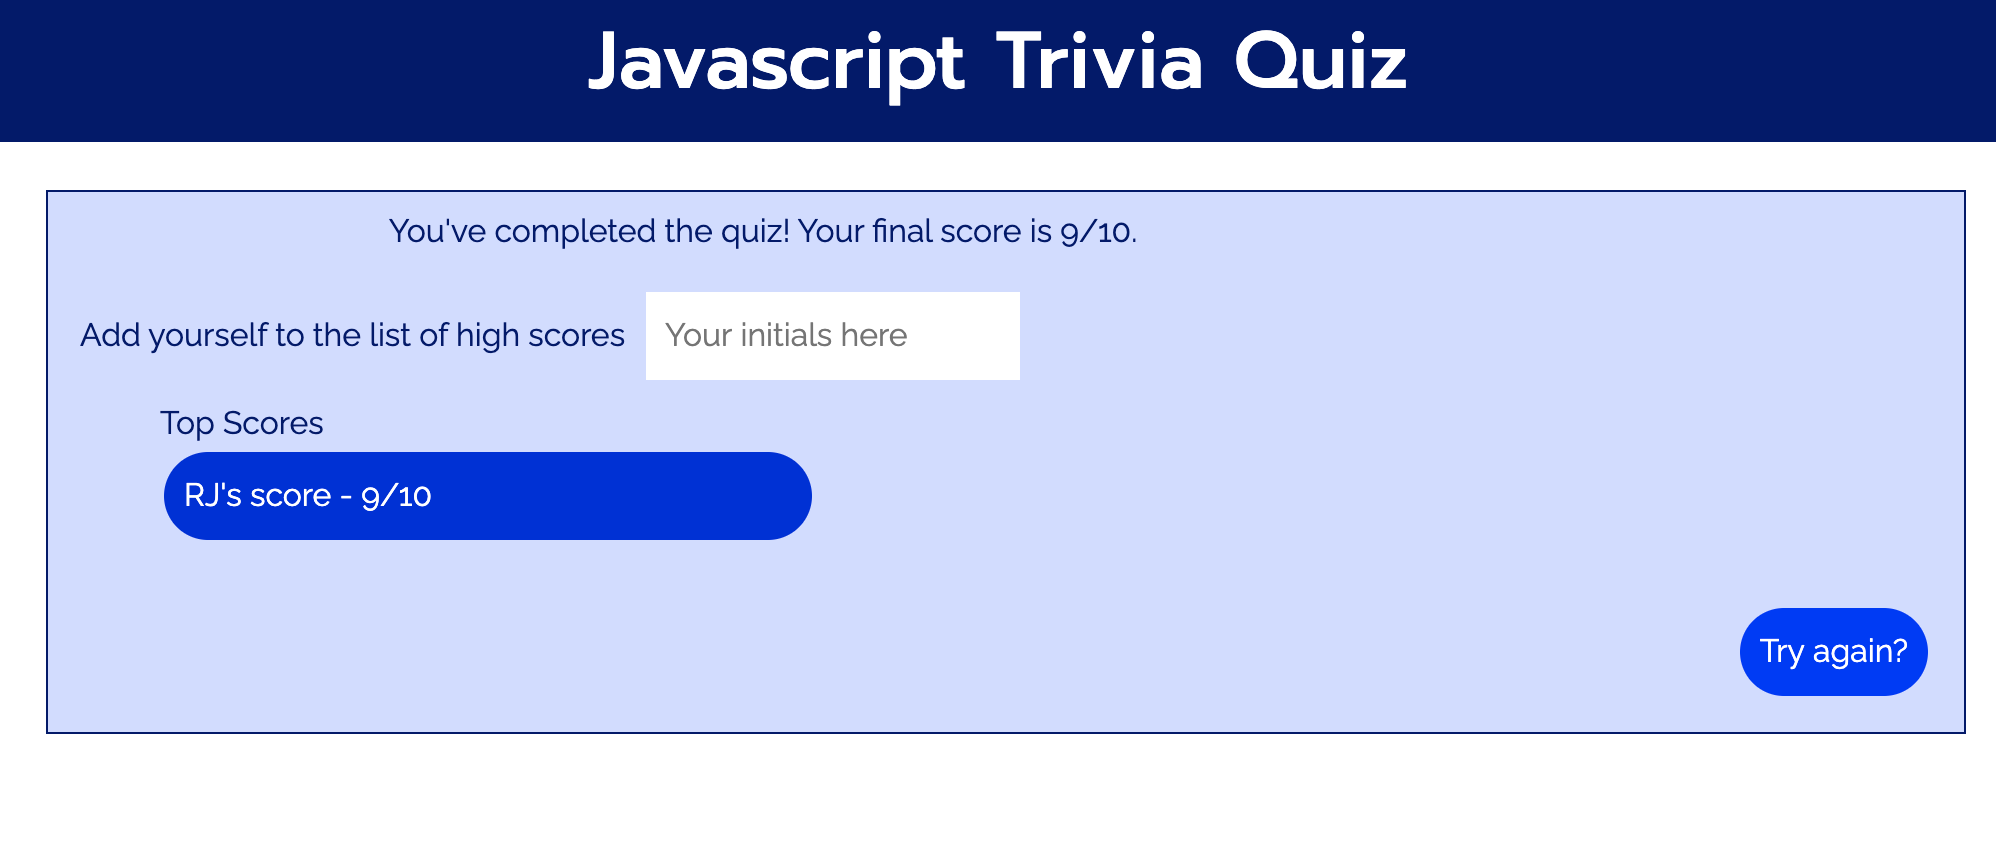 Javascript Trivia Quiz
You've completed the quiz! Your final score is 9/10.
Add yourself to the list of high scores Your initials here
Top Scores
RJ's score - 9/10
Try again?